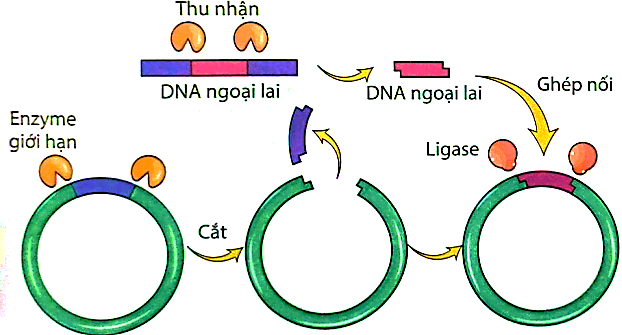 Thu nhận
DNA ngoại lai
DNA ngoại lai
Ghép nối
Enzyme
giới hạn
Ligase
Cắt